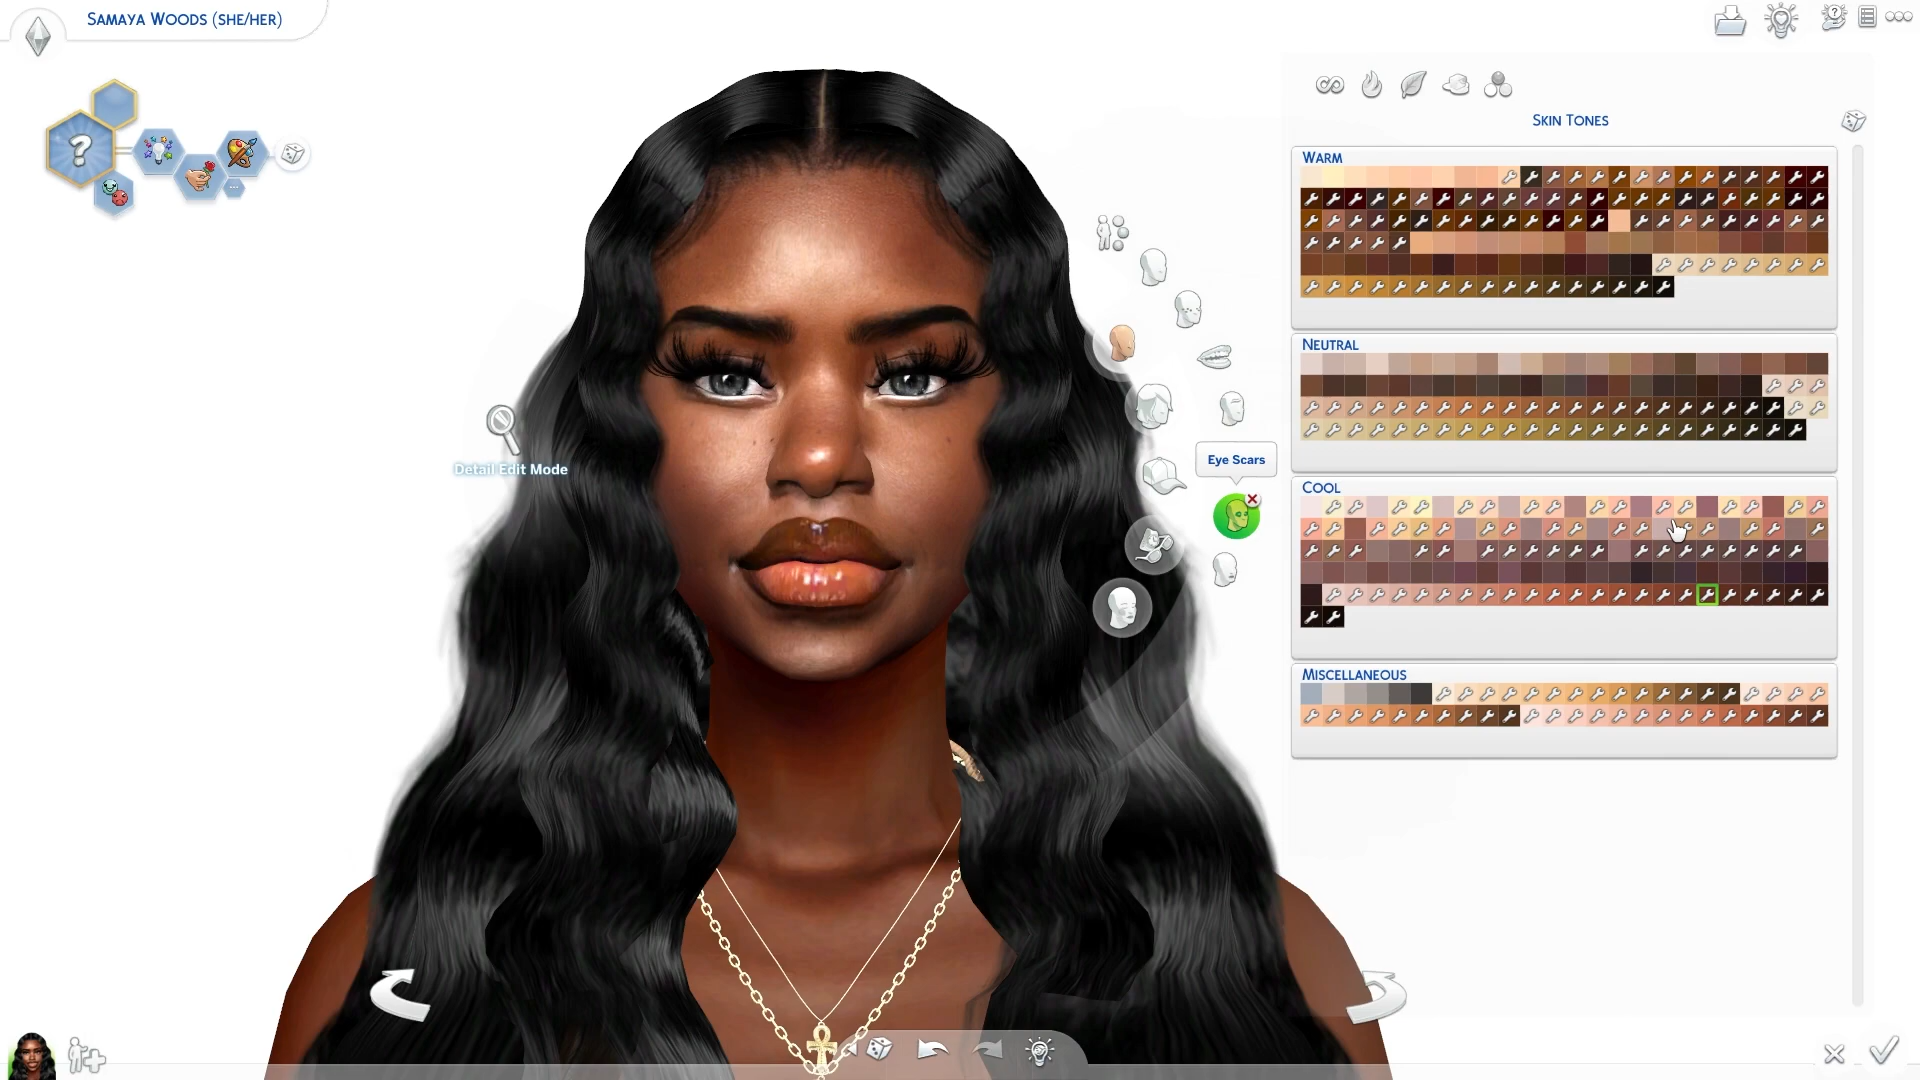 SAMAYA WOODS (SHE/HER)
SKIN TONES
WARM
NEUTRAL
Eye Scars
Detail Edit Mode
COOL
MISCELLANEOUS